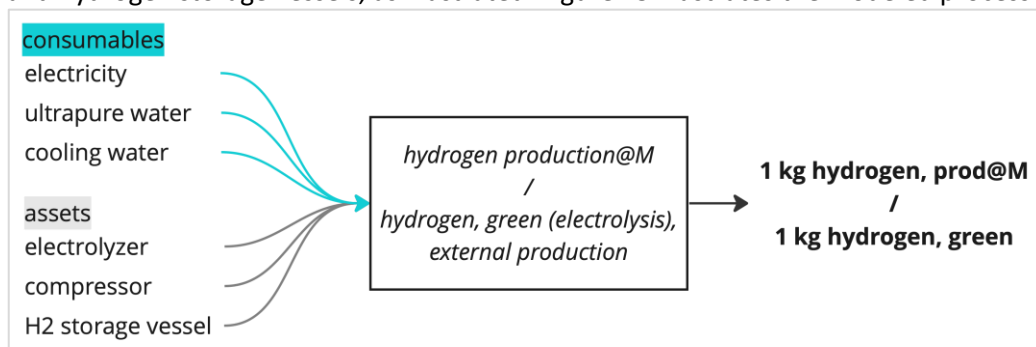 consumables
electricity
ultrapure water
cooling water
assets
electrolyzer
compressor
H2 storage vessel
hydrogen production@M
/
hydrogen, green (electrolysis),
external production
1 kg hydrogen, prod@M
/
1 kg hydrogen, green